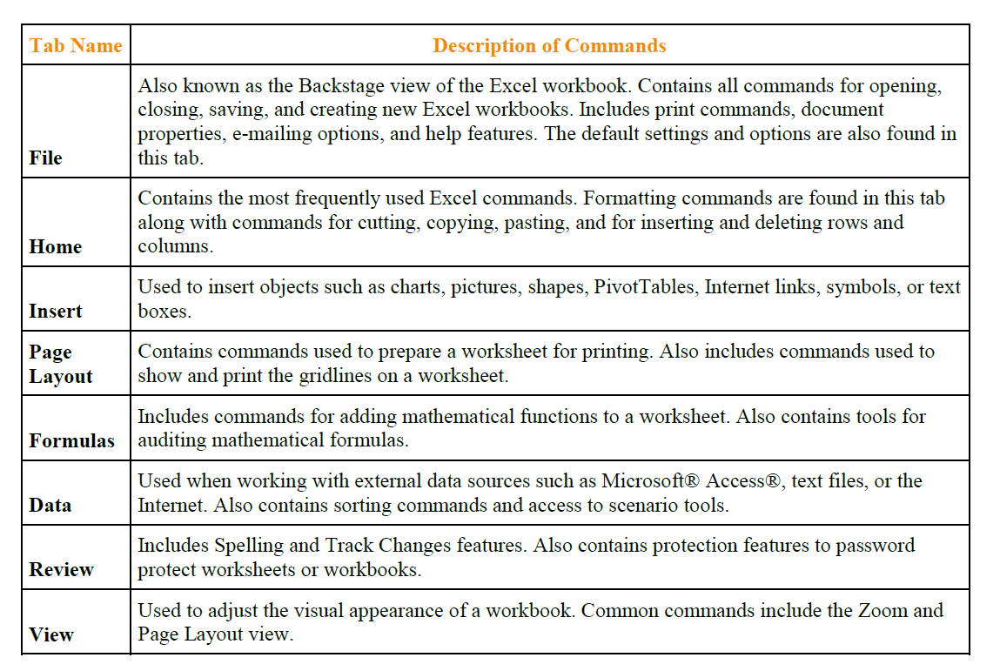 Tab Name Description of Commands
Also known as the Backstage view of the Excel workbook. Contains all commands for opening,
closing, saving, and creating new Excel workbooks. Includes print commands, document
properties, e-mailing options, and help features. The default settings and options are also found in
File this tab.
Contains the most frequently used Excel commands. Formatting commands are found in this tab
along with commands for cutting, copying, pasting, and for inserting and deleting rows and
Home columns.
Used to insert objects such as charts, pictures, shapes, PivotTables, Internet links, symbols, or text
Insert boxes.
Page Contains commands used to prepare a worksheet for printing. Also includes commands used to
Layout show and print the gridlines on a worksheet.
Includes commands for adding mathematical functions to a worksheet. Also contains tools for
Formulas auditing mathematical formulas.
Used when working with external data sources such as Microsoft® Access®, text files, or the
Data Internet. Also contains sorting commands and access to scenario tools.
Includes Spelling and Track Changes features. Also contains protection features to password
Review protect worksheets or workbooks.
Used to adjust the visual appearance of a workbook. Common commands include the Zoom and
View Page Layout view.